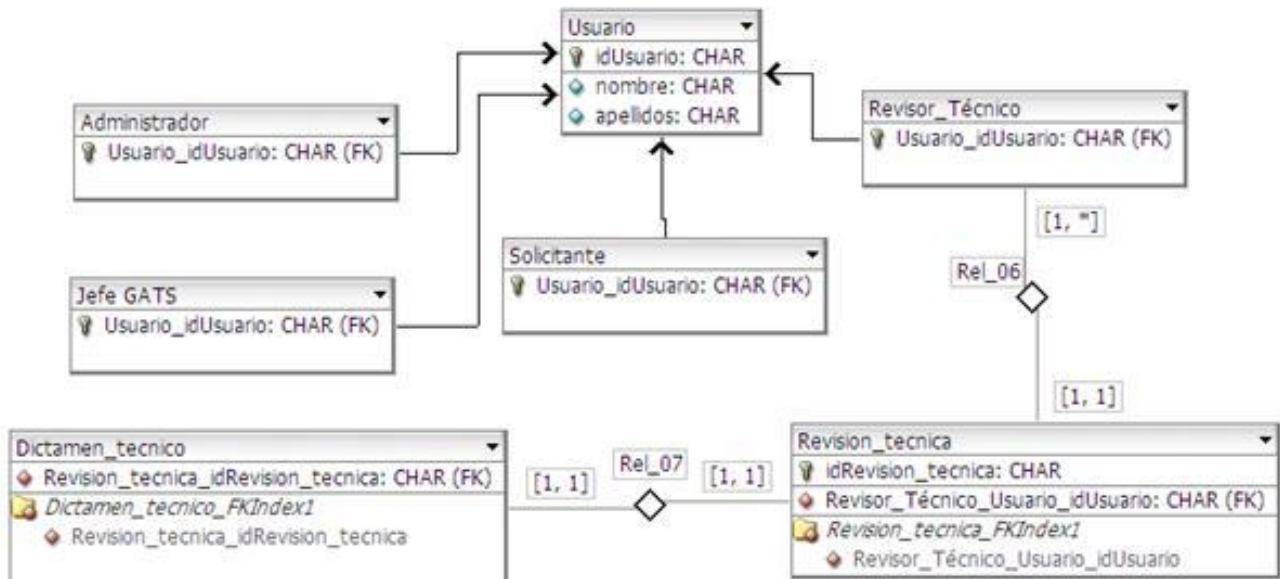 Usuario
idUsuario: CHAR
nombre: CHAR
apellidos: CHAR
Administrador
Usuario_idUsuario: CHAR (FK)
Revisor_Técnico
Usuario_idUsuario: CHAR (FK)
Jefe GATS
Usuario_idUsuario: CHAR (FK)
Solicitante
Usuario_idUsuario: CHAR (FK)
[1, *]
Rel_06
[1, 1]
Dictamen_tecnico
Revision_tecnica_idRevision_tecnica: CHAR (FK)
Dictamen_tecnico_FKIndex1
Revision_tecnica_idRevision_tecnica
[1, 1]
Rel_07
[1, 1]
Revision_tecnica
idRevision_tecnica: CHAR
Revisor_Técnico_Usuario_idUsuario: CHAR (FK)
Revision_tecnica_FKIndex1
Revisor_Técnico_Usuario_idUsuario